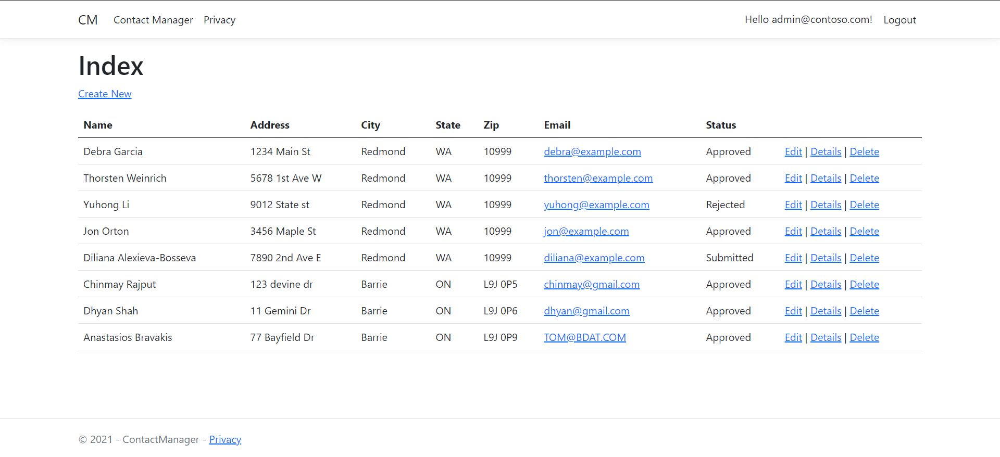 CM Contact Manager Privacy Hello admin@contoso.com! Logout
Index
Create New
Name Address City State Zip Email Status
Debra Garcia 1234 Main St Redmond WA 10999 debra@example.com Approved Edit | Details | Delete
Thorsten Weinrich 5678 1st Ave W Redmond WA 10999 thorsten@example.com Approved Edit | Details | Delete
Yuhong Li 9012 State st Redmond WA 10999 yuhong@example.com Rejected Edit | Details | Delete
Jon Orton 3456 Maple St Redmond WA 10999 jon@example.com Approved Edit | Details | Delete
Diliana Alexieva-Bosseva 7890 2nd Ave E Redmond WA 10999 diliana@example.com Submitted Edit | Details | Delete
Chinmay Rajput 123 devine dr Barrie ON L9J 0P5 chinmay@gmail.com Approved Edit | Details | Delete
Dhyan Shah 11 Gemini Dr Barrie ON L9J 0P6 dhyan@gmail.com Approved Edit | Details | Delete
Anastasios Bravakis 77 Bayfield Dr Barrie ON L9J 0P9 TOM@BDAT.COM Approved Edit | Details | Delete
© 2021 - ContactManager - Privacy